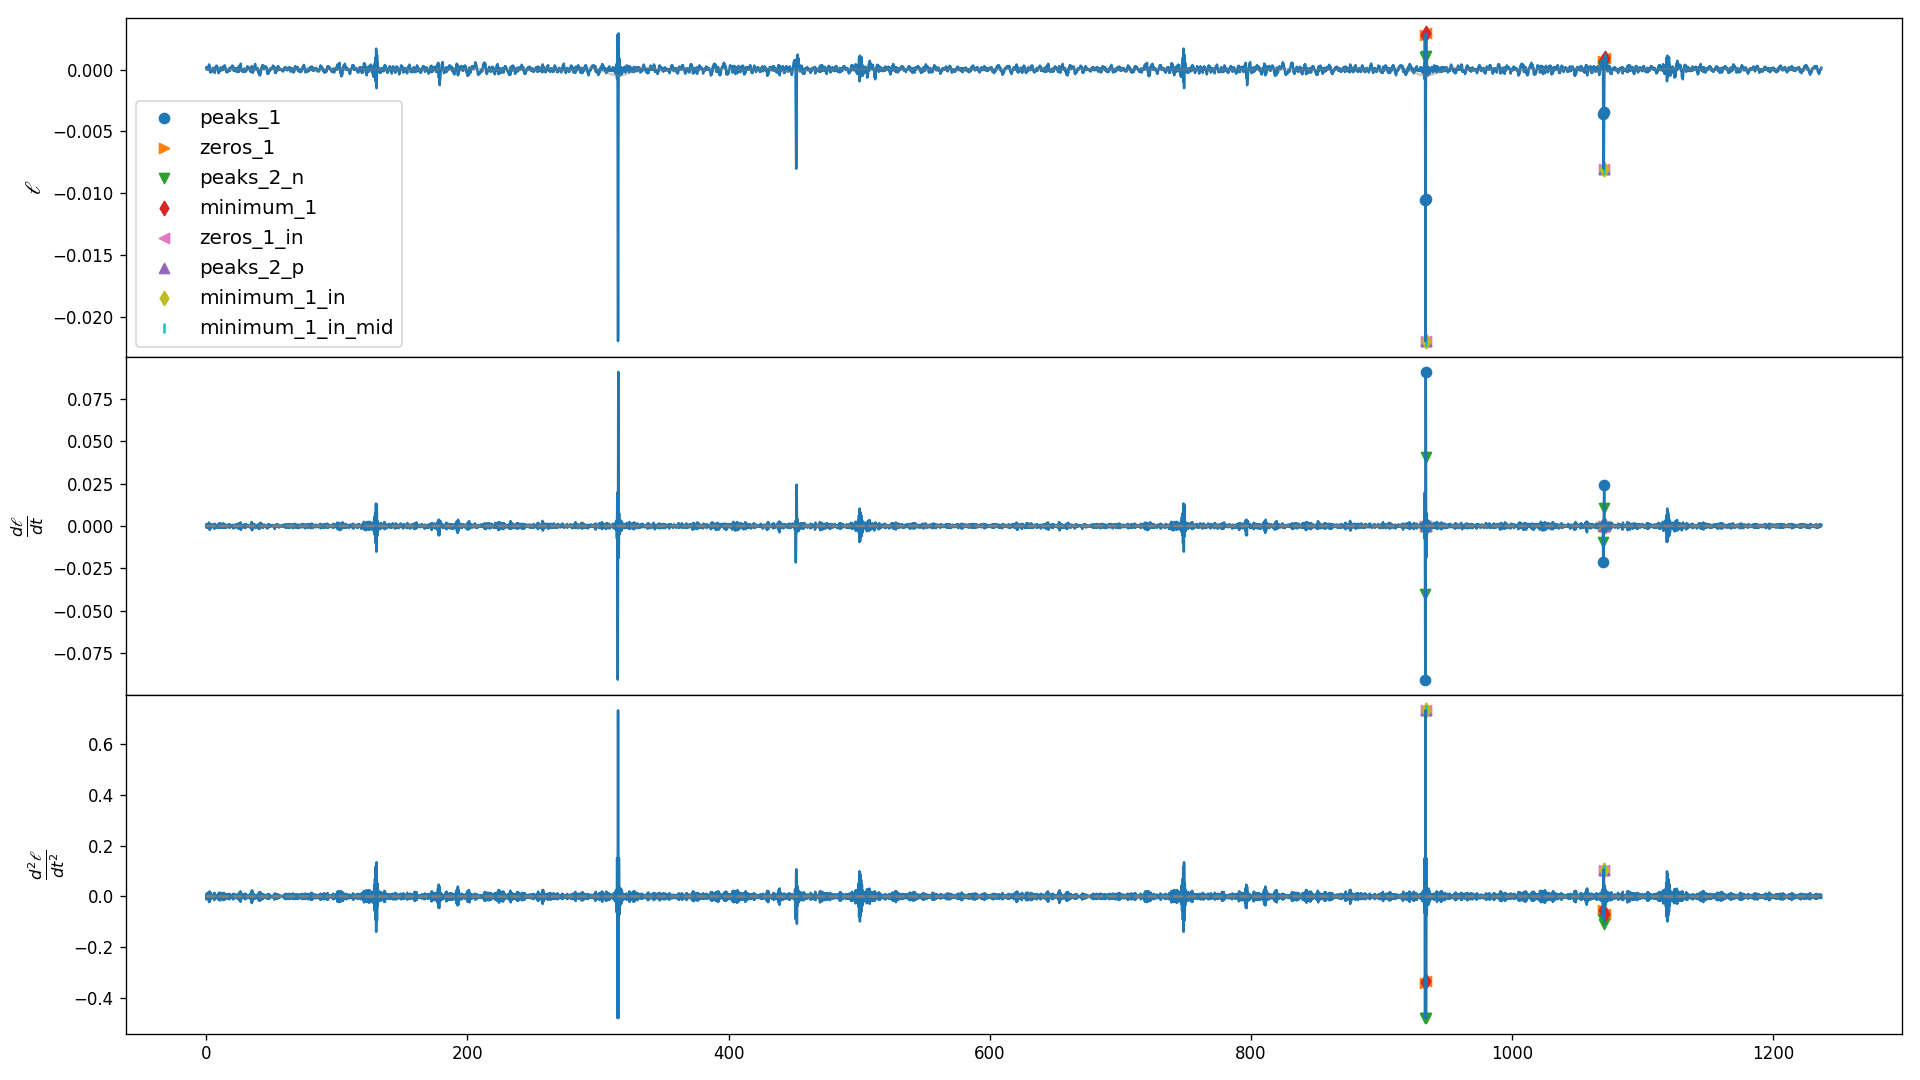 0.000
−0.005
−0.010
−0.015
−0.020
ℓ
peaks_1
zeros_1
peaks_2_n
minimum_1
zeros_1_in
peaks_2_p
minimum_1_in
minimum_1_in_mid
0.075
0.050
0.025
0.000
−0.025
−0.050
−0.075
dℓ
dt
0.6
0.4
0.2
0.0
−0.2
−0.4
d²ℓ
dt²
0 200 400 600 800 1000 1200